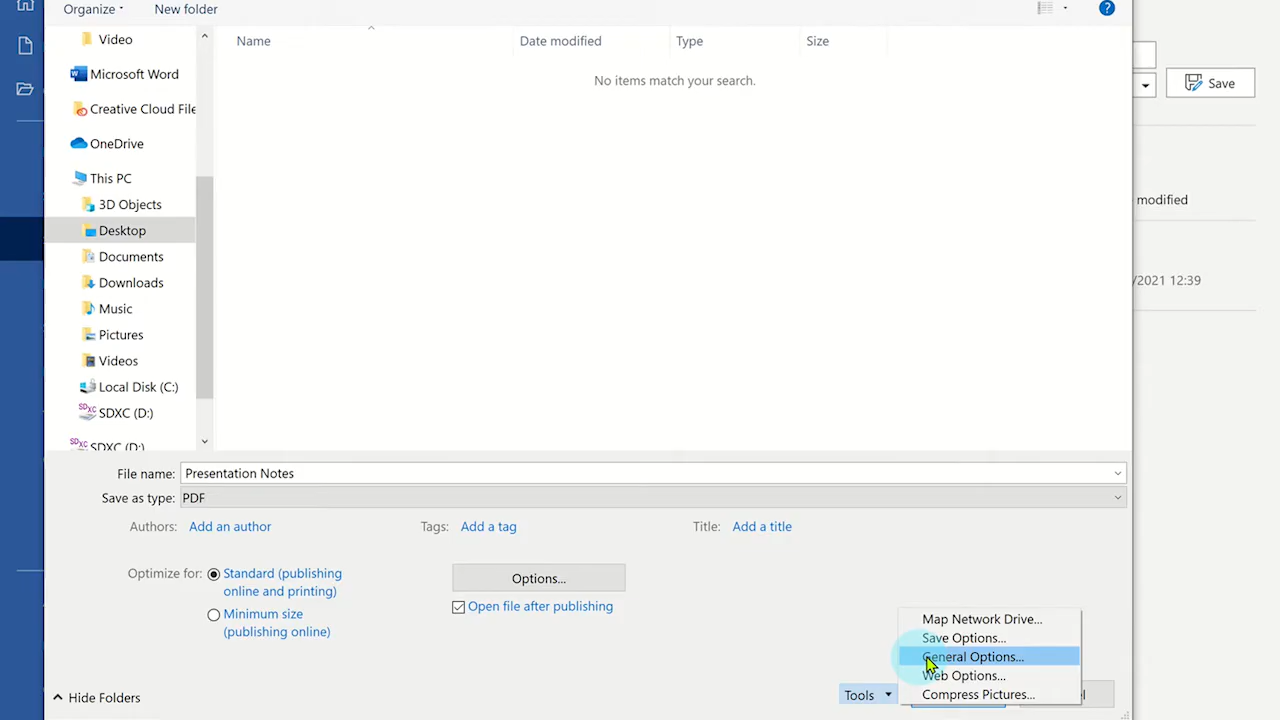 Organize
New folder
?
Video
Microsoft Word
Creative Cloud File
OneDrive
This PC
3D Objects
Desktop
Documents
Downloads
Music
Pictures
Videos
Local Disk (C:)
SDXC SDXC (D:)
SDXC SDXC (D:)
Name
Date modified
Type
Size
No items match your search.
Save
modified
/2021 12:39
File name: Presentation Notes
Save as type: PDF
Authors: Add an author
Tags: Add a tag
Title: Add a title
Optimize for: Standard (publishing
online and printing)
Minimum size
(publishing online)
Options...
Open file after publishing
Map Network Drive...
Save Options...
General Options...
Web Options...
Compress Pictures...
Hide Folders
Tools
el